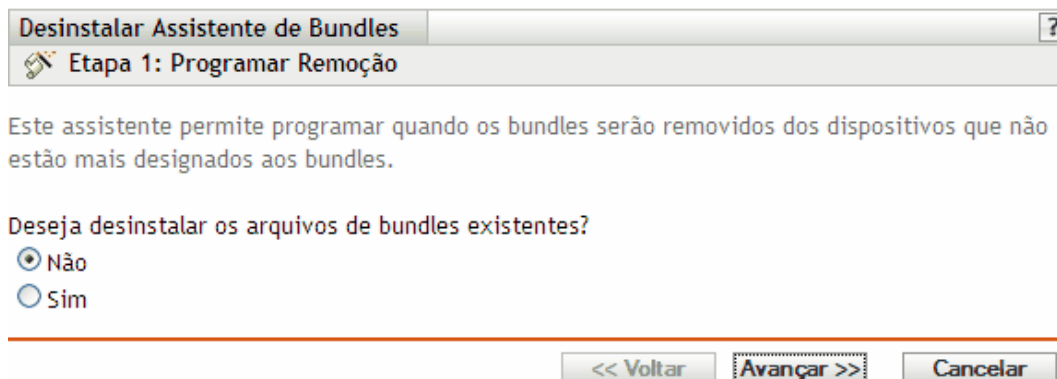 Desinstalar Assistente de Bundles
?
Etapa 1: Programar Remoção
Este assistente permite programar quando os bundles serão removidos dos dispositivos que não
estão mais designados aos bundles.
Deseja desinstalar os arquivos de bundles existentes?
Não
Sim
<< Voltar Avançar >> Cancelar